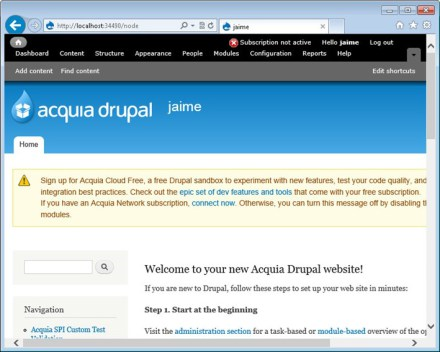 http://localhost:34490/node
jaime
Subscription not active Hello jaime Log out
Dashboard Content Structure Appearance People Modules Configuration Reports Help
Add content Find content Edit shortcuts
acquia drupal jaime
Home
Sign up for Acquia Cloud Free, a free Drupal sandbox to experiment with new features, test your code quality, and
integration best practices. Check out the epic set of dev features and tools that come with your free subscription.
If you have an Acquia Network subscription, connect now. Otherwise, you can turn this message off by disabling th
modules.
Welcome to your new Acquia Drupal website!
If you are new to Drupal, follow these steps to set up your web site in minutes:
Step 1. Start at the beginning
Visit the administration section for a task-based or module-based overview of the op
Navigation
Acquia SPI Custom Test
Validation